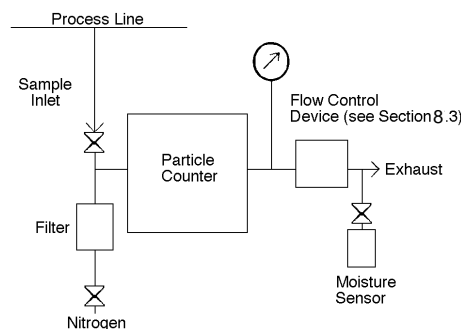 Process Line
Sample
Inlet
Flow Control
Device (see Section 8.3)
Particle
Counter
Exhaust
Filter
Moisture
Sensor
Nitrogen